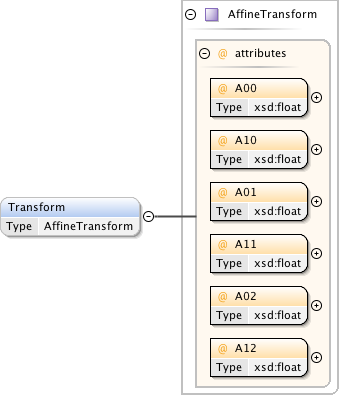 AffineTransform
@ attributes
@ A00
Type xsd:float
@ A10
Type xsd:float
@ A01
Type xsd:float
@ A11
Type xsd:float
@ A02
Type xsd:float
@ A12
Type xsd:float
Transform
Type AffineTransform